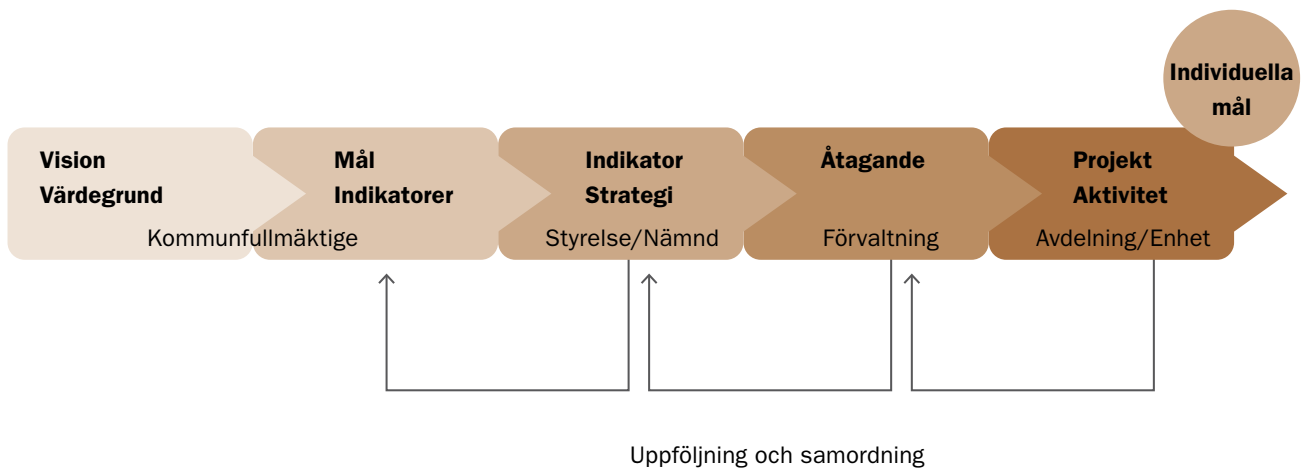 Individuella
mål
Vision
Värdegrund
Mål
Indikatorer
Kommunfullmäktige
Indikator
Strategi
Styrelse/Nämnd
Åtagande
Förvaltning
Projekt
Aktivitet
Avdelning/Enhet
Uppföljning och samordning